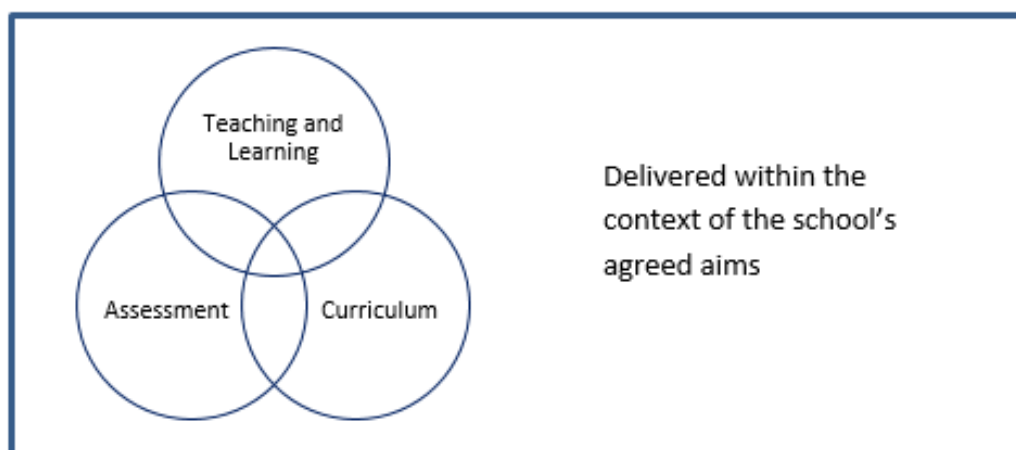 Teaching and
Learning
Assessment
Curriculum
Delivered within the
context of the school’s
agreed aims